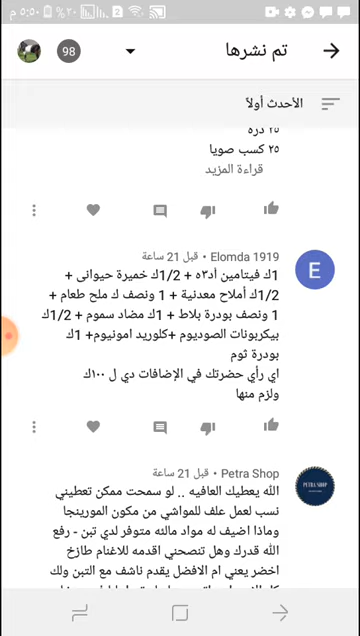 ٥:٥٠ م
٢٠%
98
تم نشرها
الأحدث أولاً
٢٥ ذره
٢٥ كسب صويا
قراءة المزيد
Elomda 1919 • قبل 21 ساعة
1ك فيتامين أد٥٣ + 1/2ك خميرة حيوانى +
1/2ك أملاح معدنية + 1 ونصف ك ملح طعام +
1 ونصف بودرة بلاط + 1ك مضاد سموم + 1/2ك
بيكربونات الصوديوم +كلوريد امونيوم+ 1ك
بودرة ثوم
اي رأي حضرتك في الإضافات دي ل ١٠٠ك
ولزم منها
E
Petra Shop • قبل 21 ساعة
PETRA SHOP
الله يعطيك العافيه .. لو سمحت ممكن تعطيني
نسب لعمل علف للمواشي من مكون المورينجا
وماذا اضيف له مواد مالئه متوفر لدي تبن - رفع
الله قدرك وهل تنصحني اقدمه للاغنام طازخ
اخضر يعني ام الافضل يقدم ناشف مع التبن ولك